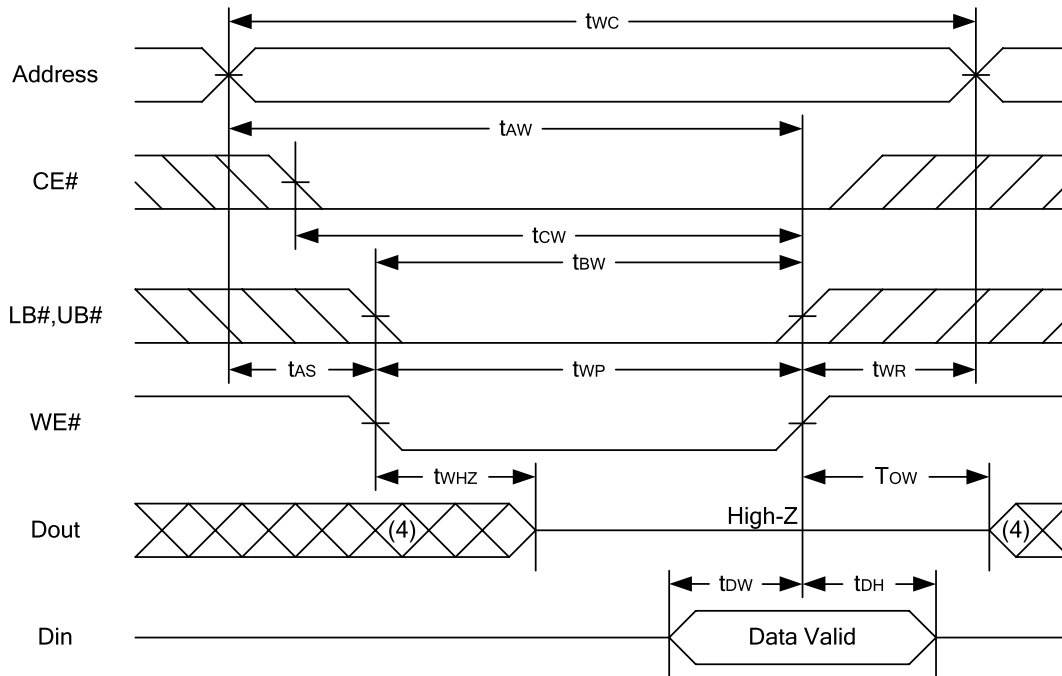 tWC
Address
tAW
CE#
tCW
tBW
LB#,UB#
tAS
tWP
tWR
WE#
tWHZ
TOW
Dout
(4)
High-Z
(4)
tDW
tDH
Din
Data Valid